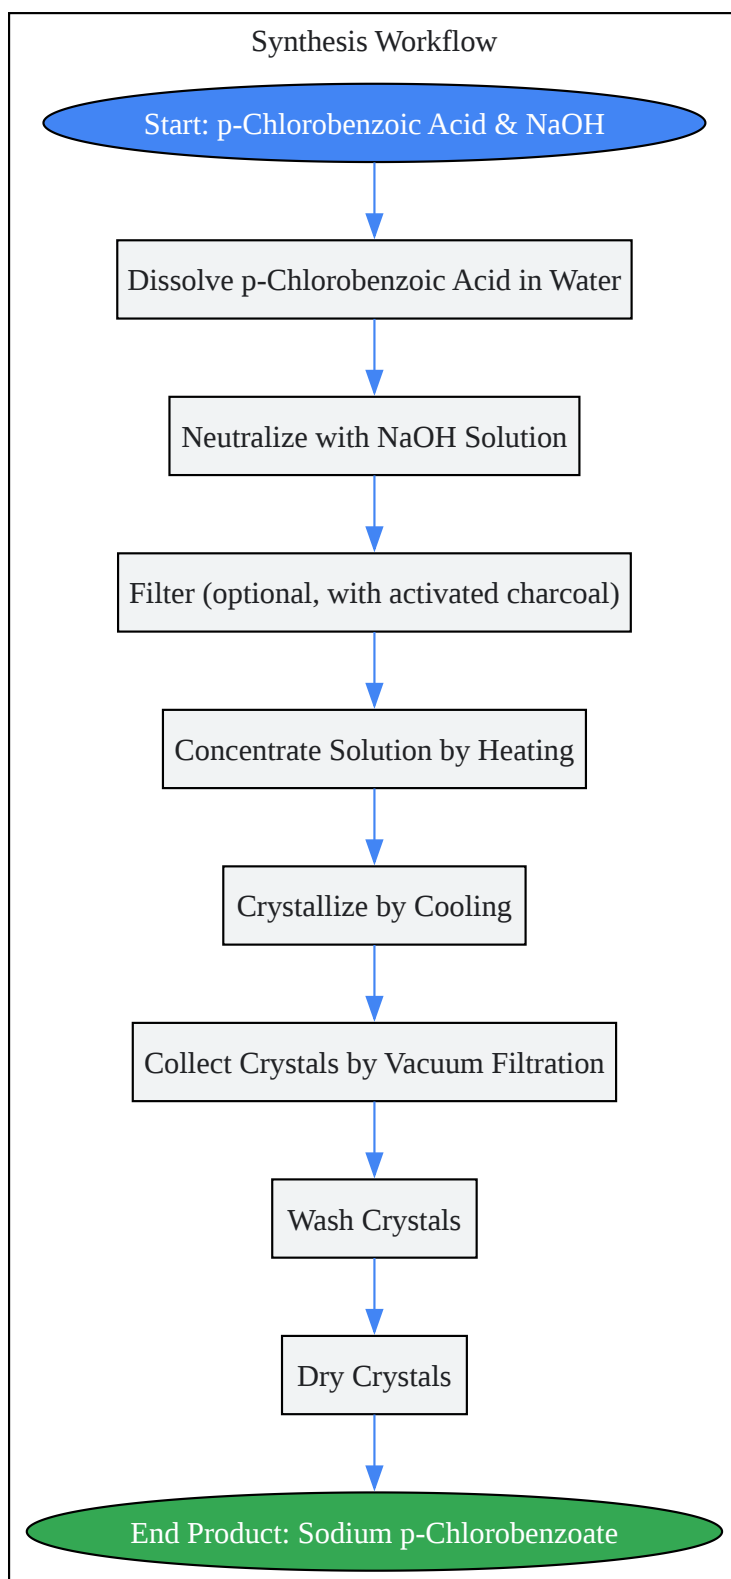 Synthesis Workflow
Start: p-Chlorobenzoic Acid & NaOH
Dissolve p-Chlorobenzoic Acid in Water
Neutralize with NaOH Solution
Filter (optional, with activated charcoal)
Concentrate Solution by Heating
Crystallize by Cooling
Collect Crystals by Vacuum Filtration
Wash Crystals
Dry Crystals
End Product: Sodium p-Chlorobenzoate